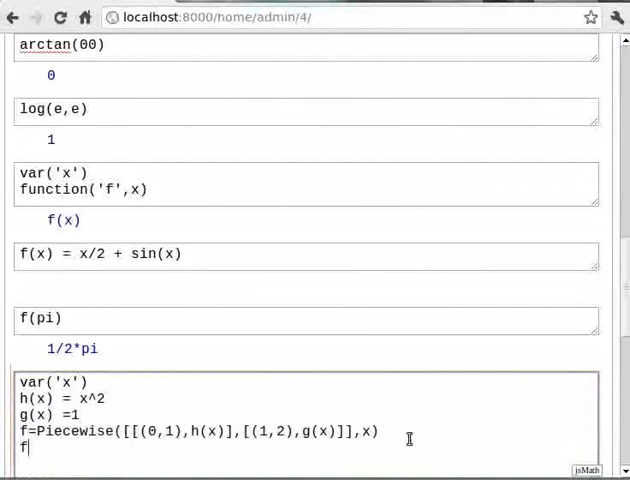 localhost:8000/home/admin/4/
arctan(00)
0
log(e,e)
1
var('x')
function('f',x)
f(x)
f(x) = x/2 + sin(x)
f(pi)
1/2*pi
var('x')
h(x) = x^2
g(x) =1
f=Piecewise([[(0,1),h(x)],[(1,2),g(x)]],x)
f
jsMath